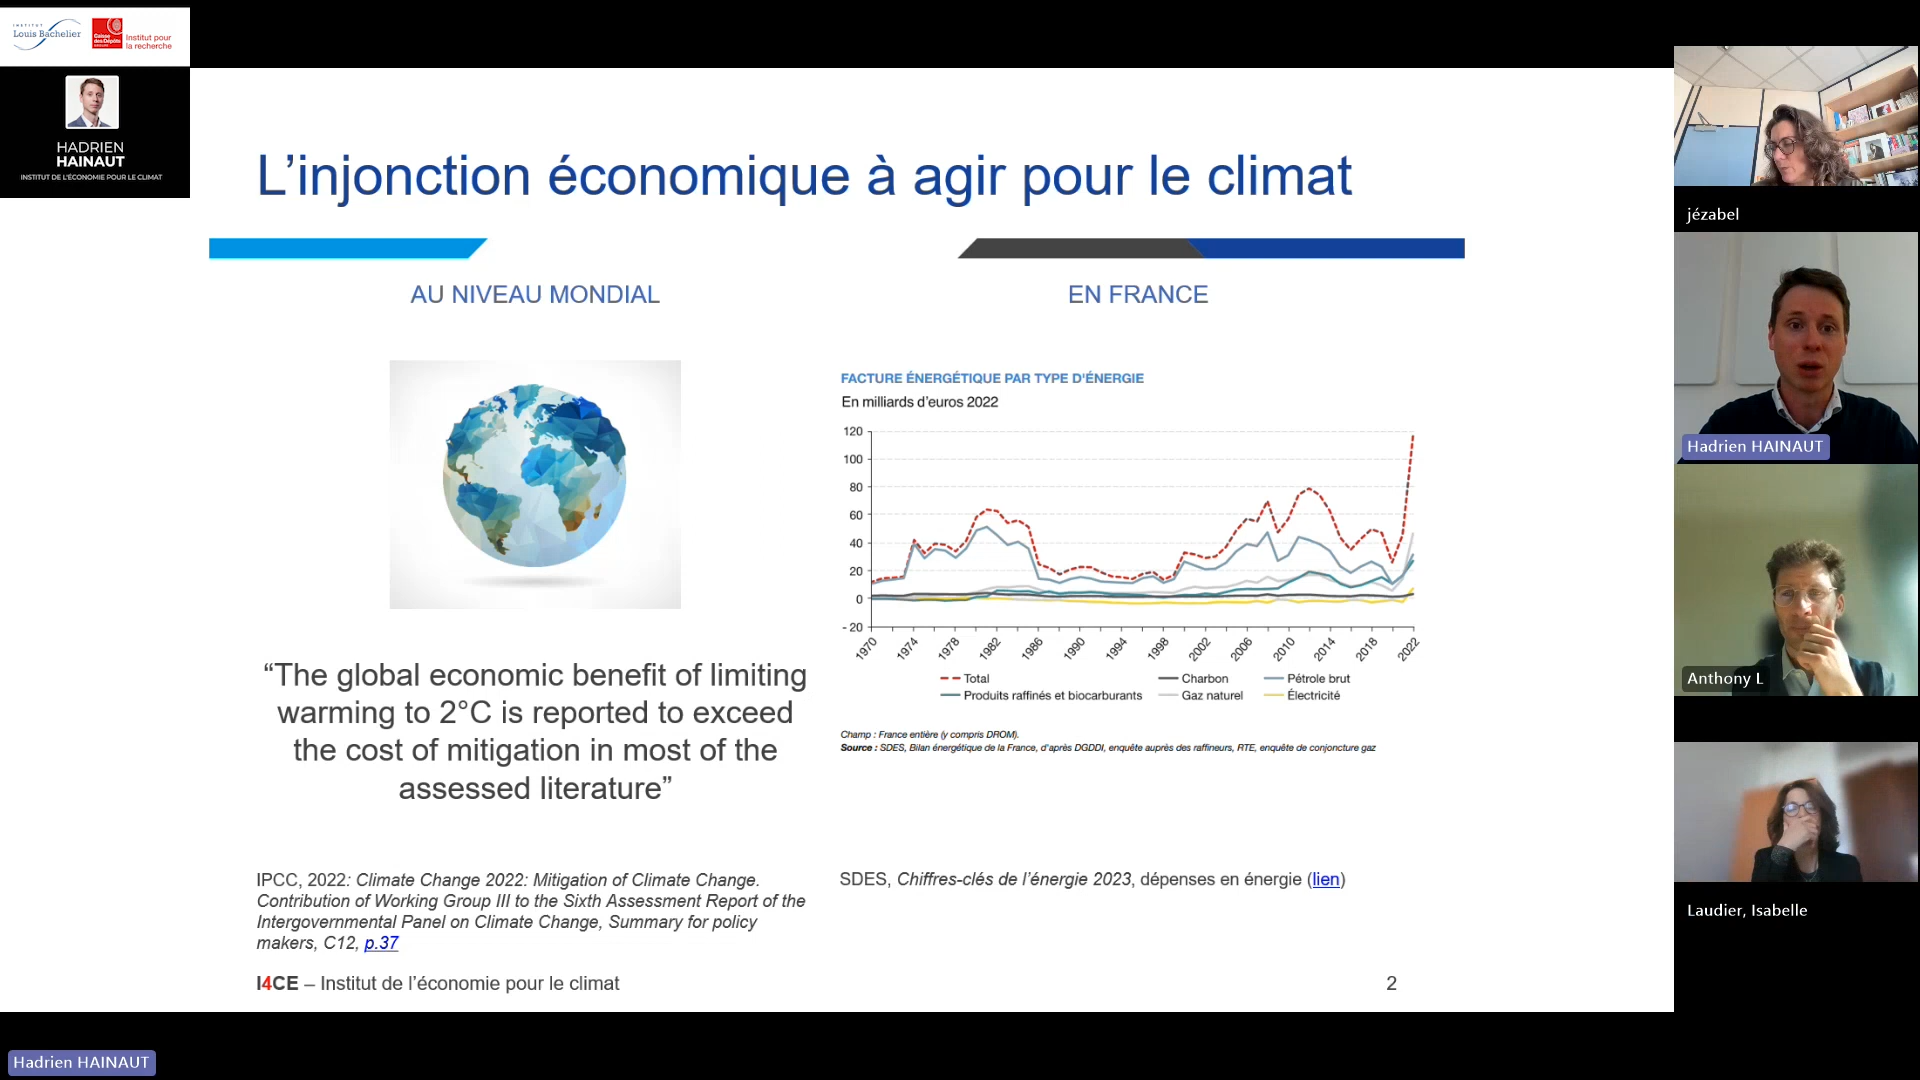 INSTITUT
Louis Bachelier
Caisse
des Dépôts
GROUPE
Institut pour
la recherche
HADRIEN
HAINAUT
INSTITUT DE L'ÉCONOMIE POUR LE CLIMAT
L'injonction économique à agir pour le climat
AU NIVEAU MONDIAL
“The global economic benefit of limiting
warming to 2°C is reported to exceed
the cost of mitigation in most of the
assessed literature”
IPCC, 2022: Climate Change 2022: Mitigation of Climate Change.
Contribution of Working Group III to the Sixth Assessment Report of the
Intergovernmental Panel on Climate Change, Summary for policy
makers, C12, p.37
EN FRANCE
FACTURE ÉNERGÉTIQUE PAR TYPE D'ÉNERGIE
En milliards d'euros 2022
120
100
80
60
40
20
0
- 20
1970 1974 1978 1982 1986 1990 1994 1998 2002 2006 2010 2014 2018 2022
Total Charbon Pétrole brut
Produits raffinés et biocarburants Gaz naturel Électricité
Champ : France entière (y compris DROM).
Source : SDES, Bilan énergétique de la France, d'après DGDDI, enquête auprès des raffineurs, RTE, enquête de conjoncture gaz
SDES, Chiffres-clés de l'énergie 2023, dépenses en énergie (lien)
I4CE – Institut de l'économie pour le climat
2
jézabel
Hadrien HAINAUT
Anthony L
Laudier, Isabelle
Hadrien HAINAUT